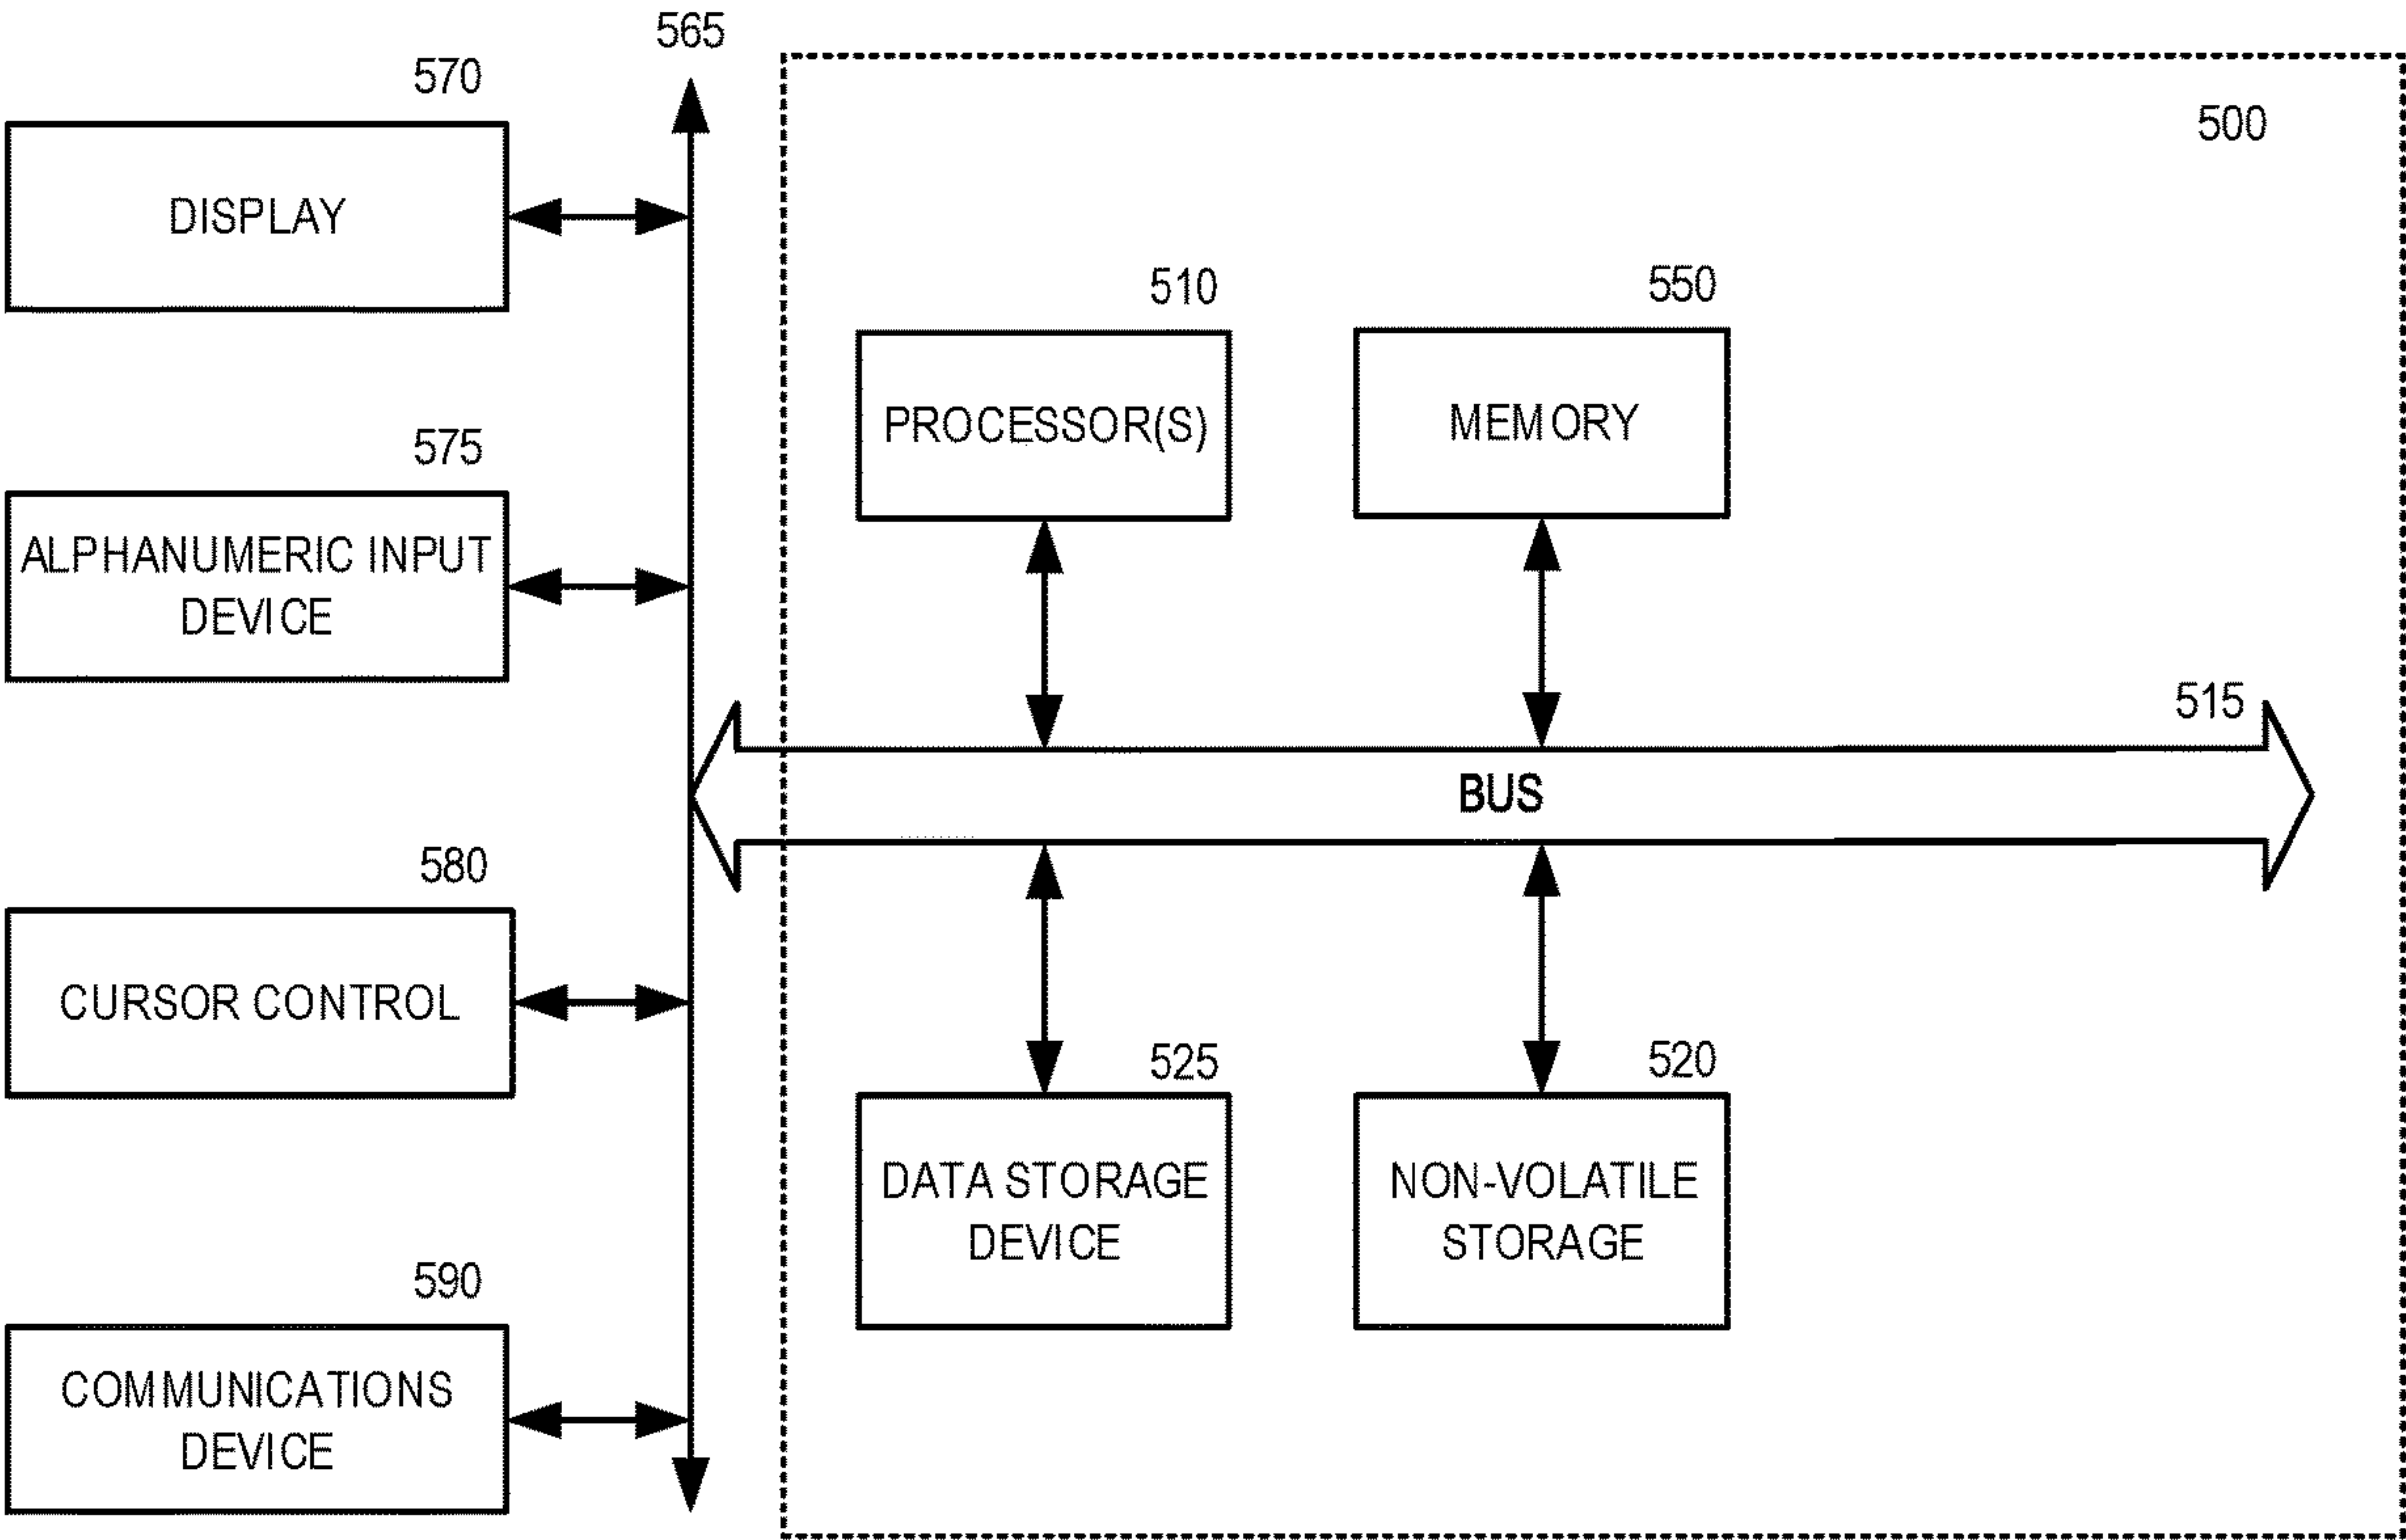 565
570
500
DISPLAY
510
550
PROCESSOR(S)
MEMORY
575
ALPHANUMERIC INPUT
DEVICE
515
BUS
580
CURSOR CONTROL
525
520
DATA STORAGE
DEVICE
NON-VOLATILE
STORAGE
590
COMMUNICATIONS
DEVICE